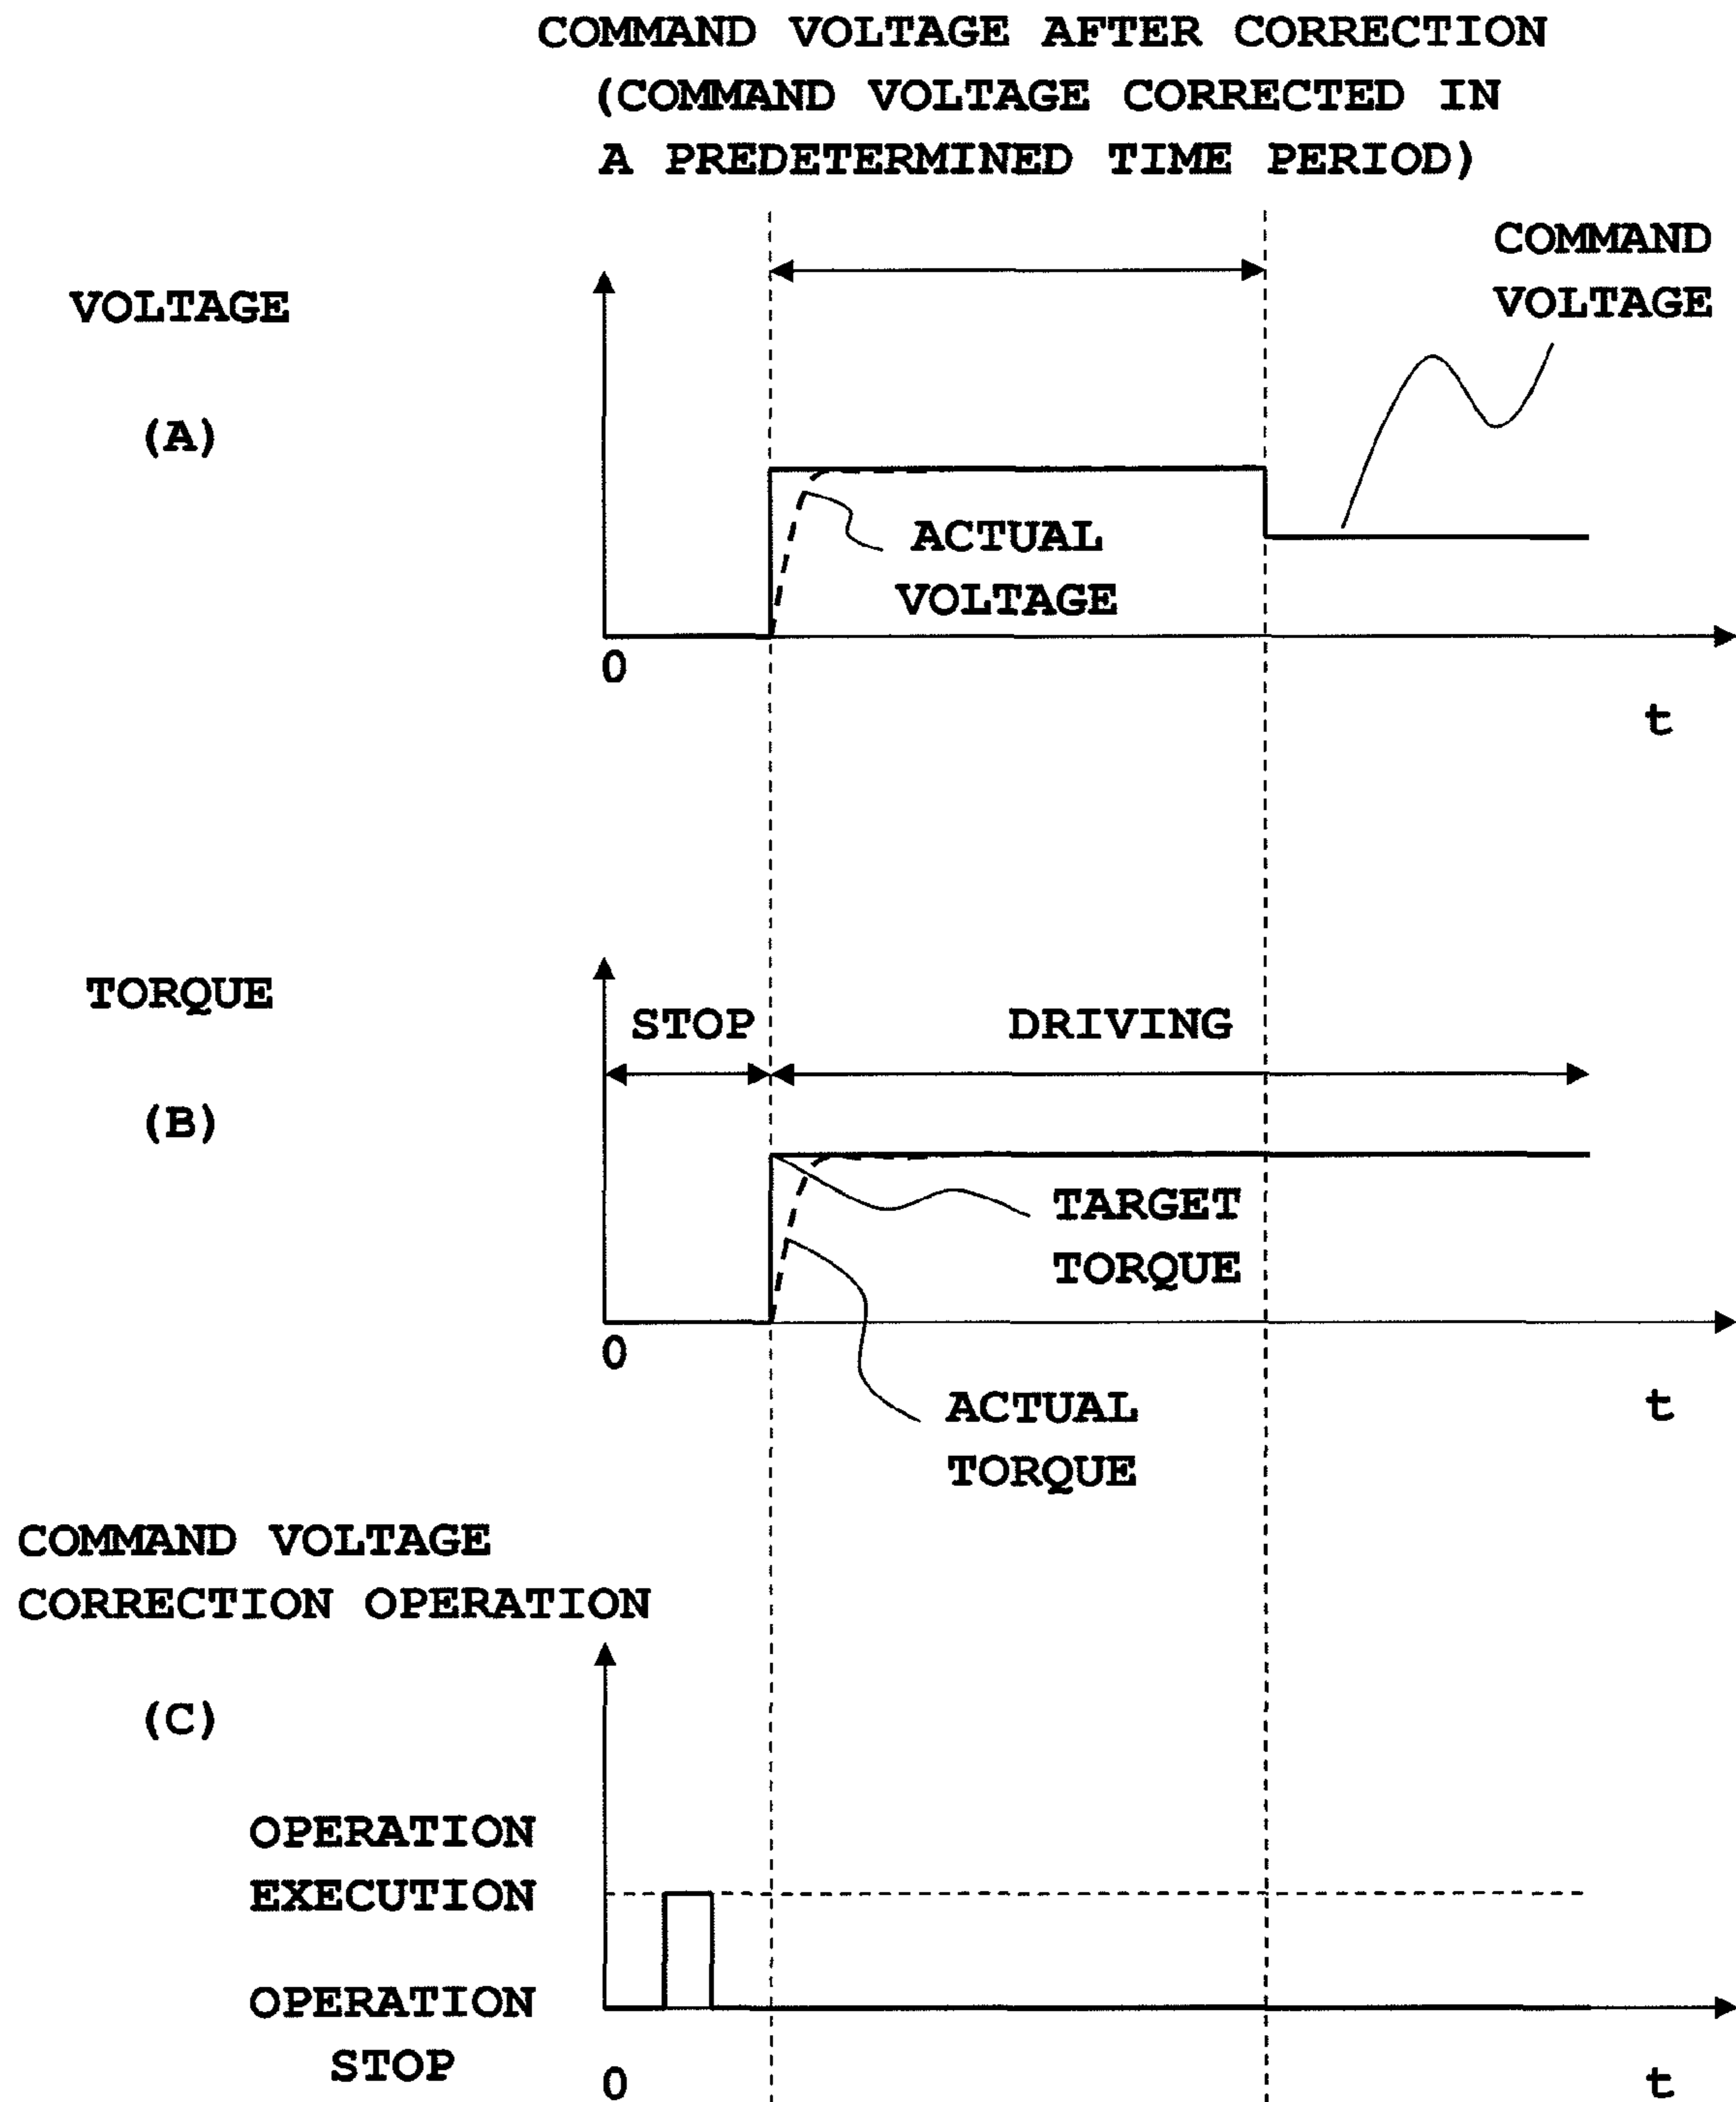 COMMAND VOLTAGE AFTER CORRECTION
(COMMAND VOLTAGE CORRECTED IN
A PREDETERMINED TIME PERIOD)
COMMAND
VOLTAGE
VOLTAGE
(A)
ACTUAL
VOLTAGE
0
t
TORQUE
STOP
DRIVING
(B)
TARGET
TORQUE
0
t
ACTUAL
TORQUE
COMMAND VOLTAGE
CORRECTION OPERATION
(C)
OPERATION
EXECUTION
OPERATION
STOP
0
t